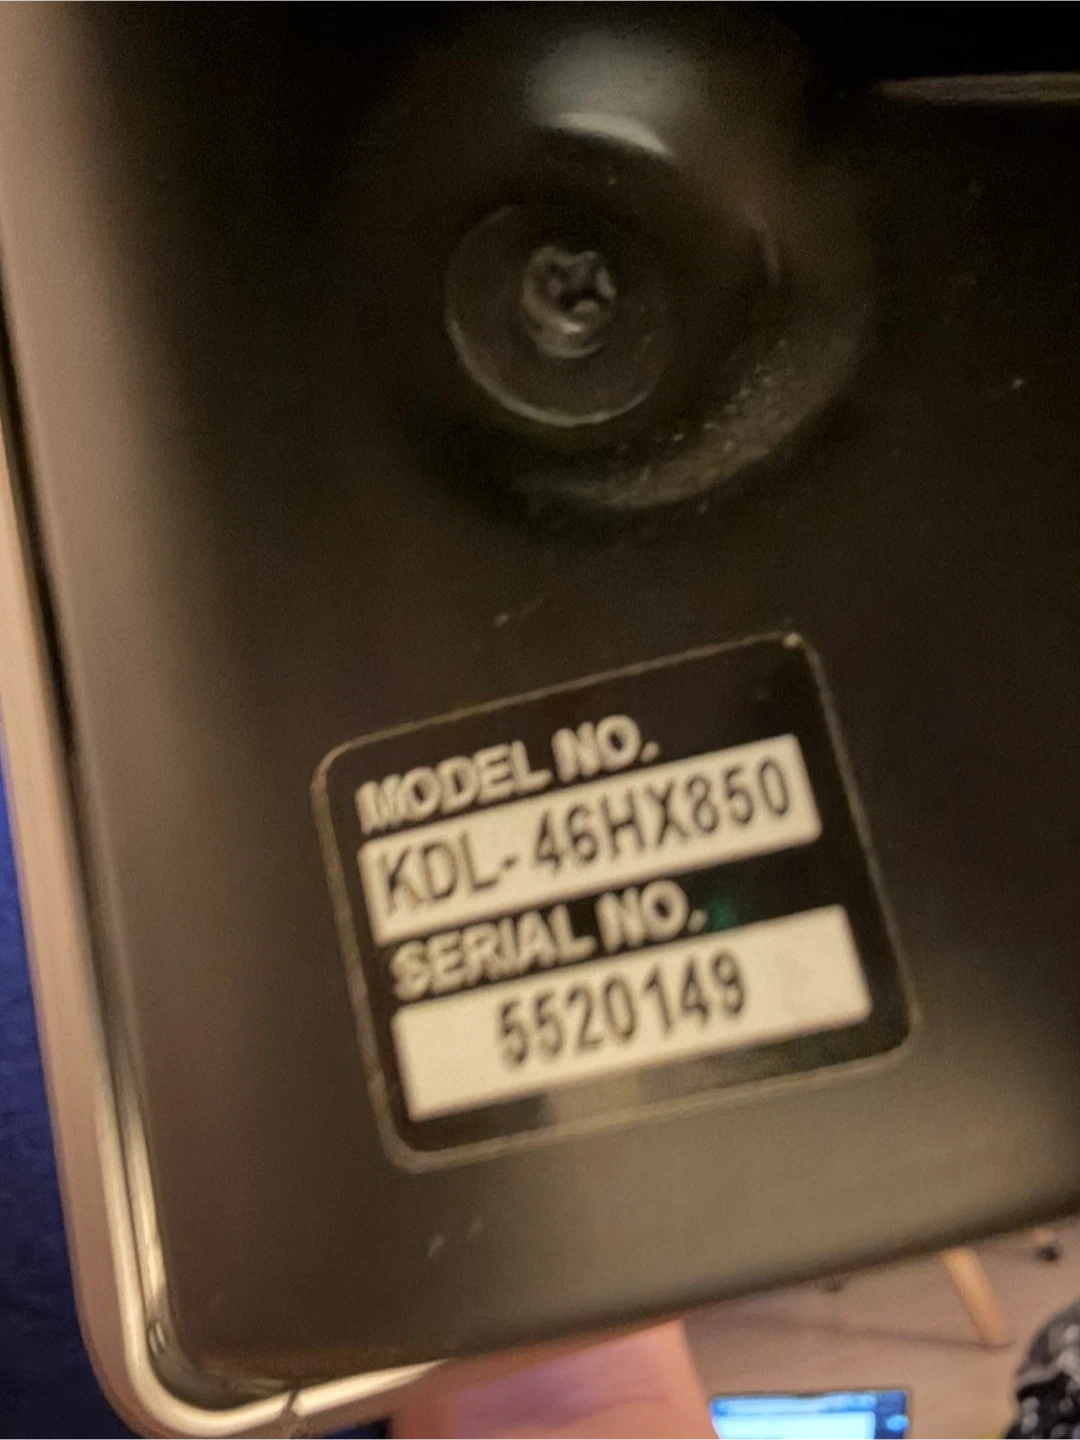 MODEL NO.
KDL-46HX850
SERIAL NO.
5520149